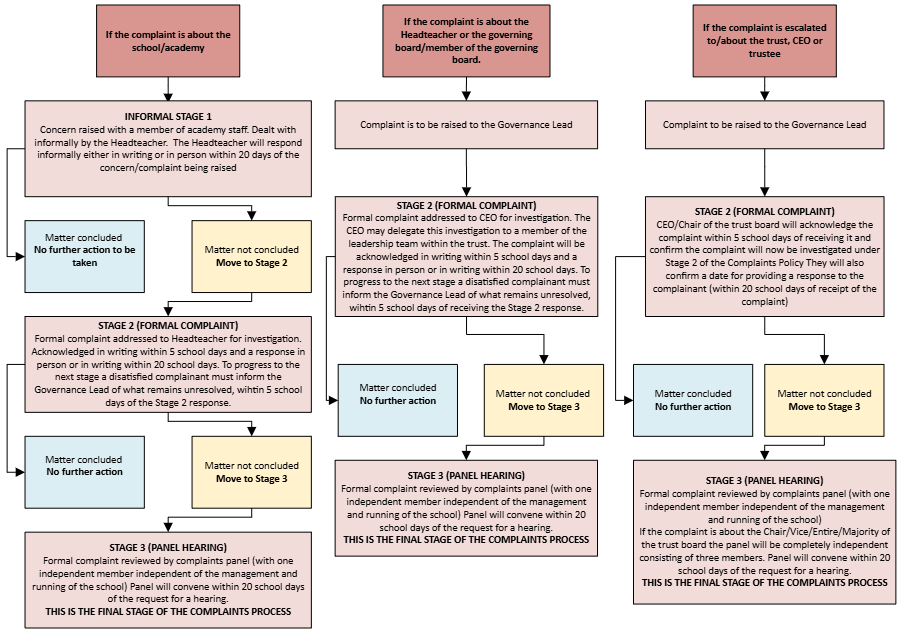 If the complaint is about the
school/academy
INFORMAL STAGE 1
Concern raised with a member of academy staff. Dealt with
informally by the Headteacher.  The Headteacher will respond
informally either in writing or in person within 20 days of the
concern/complaint being raised
Matter concluded
No further action to be
taken
Matter not concluded
Move to Stage 2
STAGE 2 (FORMAL COMPLAINT)
Formal complaint addressed to Headteacher for investigation.
Acknowledged in writing within 5 school days and a response in
person or in writing within 20 school days. To progress to the
next stage a disatisfied complainant must inform the
Governance Lead of what remains unresolved, wihtin 5 school
days of the Stage 2 response.
Matter concluded
No further action
Matter not concluded
Move to Stage 3
STAGE 3 (PANEL HEARING)
Formal complaint reviewed by complaints panel (with one
independent member independent of the management and
running of the school) Panel will convene within 20 school days
of the request for a hearing.
THIS IS THE FINAL STAGE OF THE COMPLAINTS PROCESS
If the complaint is about the
Headteacher or the governing
board/member of the governing
board.
Complaint is to be raised to the Governance Lead
STAGE 2 (FORMAL COMPLAINT)
Formal complaint addressed to CEO for investigation. The
CEO may delegate this investigation to a member of the
leadership team within the trust. The complaint will be
acknowledged in writing within 5 school days and a
response in person or in writing within 20 school days. To
progress to the next stage a disatisfied complainant must
inform the Governance Lead of what remains unresolved,
wihtin 5 school days of receiving the Stage 2 response.
Matter concluded
No further action
Matter not concluded
Move to Stage 3
STAGE 3 (PANEL HEARING)
Formal complaint reviewed by complaints panel (with one
independent member independent of the management
and running of the school) Panel will convene within 20
school days of the request for a hearing.
THIS IS THE FINAL STAGE OF THE COMPLAINTS PROCESS
If the complaint is escalated
to/about the trust, CEO or
trustee
Complaint to be raised to the Governance Lead
STAGE 2 (FORMAL COMPLAINT)
CEO/Chair of the trust board will acknowledge the
complaint within 5 school days of receiving it and
confirm the complaint will now be investigated under
Stage 2 of the Complaints Policy They will also
confirm a date for providing a response to the
complainant (within 20 school days of receipt of the
complaint)
Matter concluded
No further action
Matter not concluded
Move to Stage 3
STAGE 3 (PANEL HEARING)
Formal complaint reviewed by complaints panel (with one
independent member independent of the management
and running of the school)
If the complaint is about the Chair/Vice/Entire/Majority of
the trust board the panel will be completely independent
consisting of three members. Panel will convene within 20
school days of the request for a hearing.
THIS IS THE FINAL STAGE OF THE COMPLAINTS PROCESS